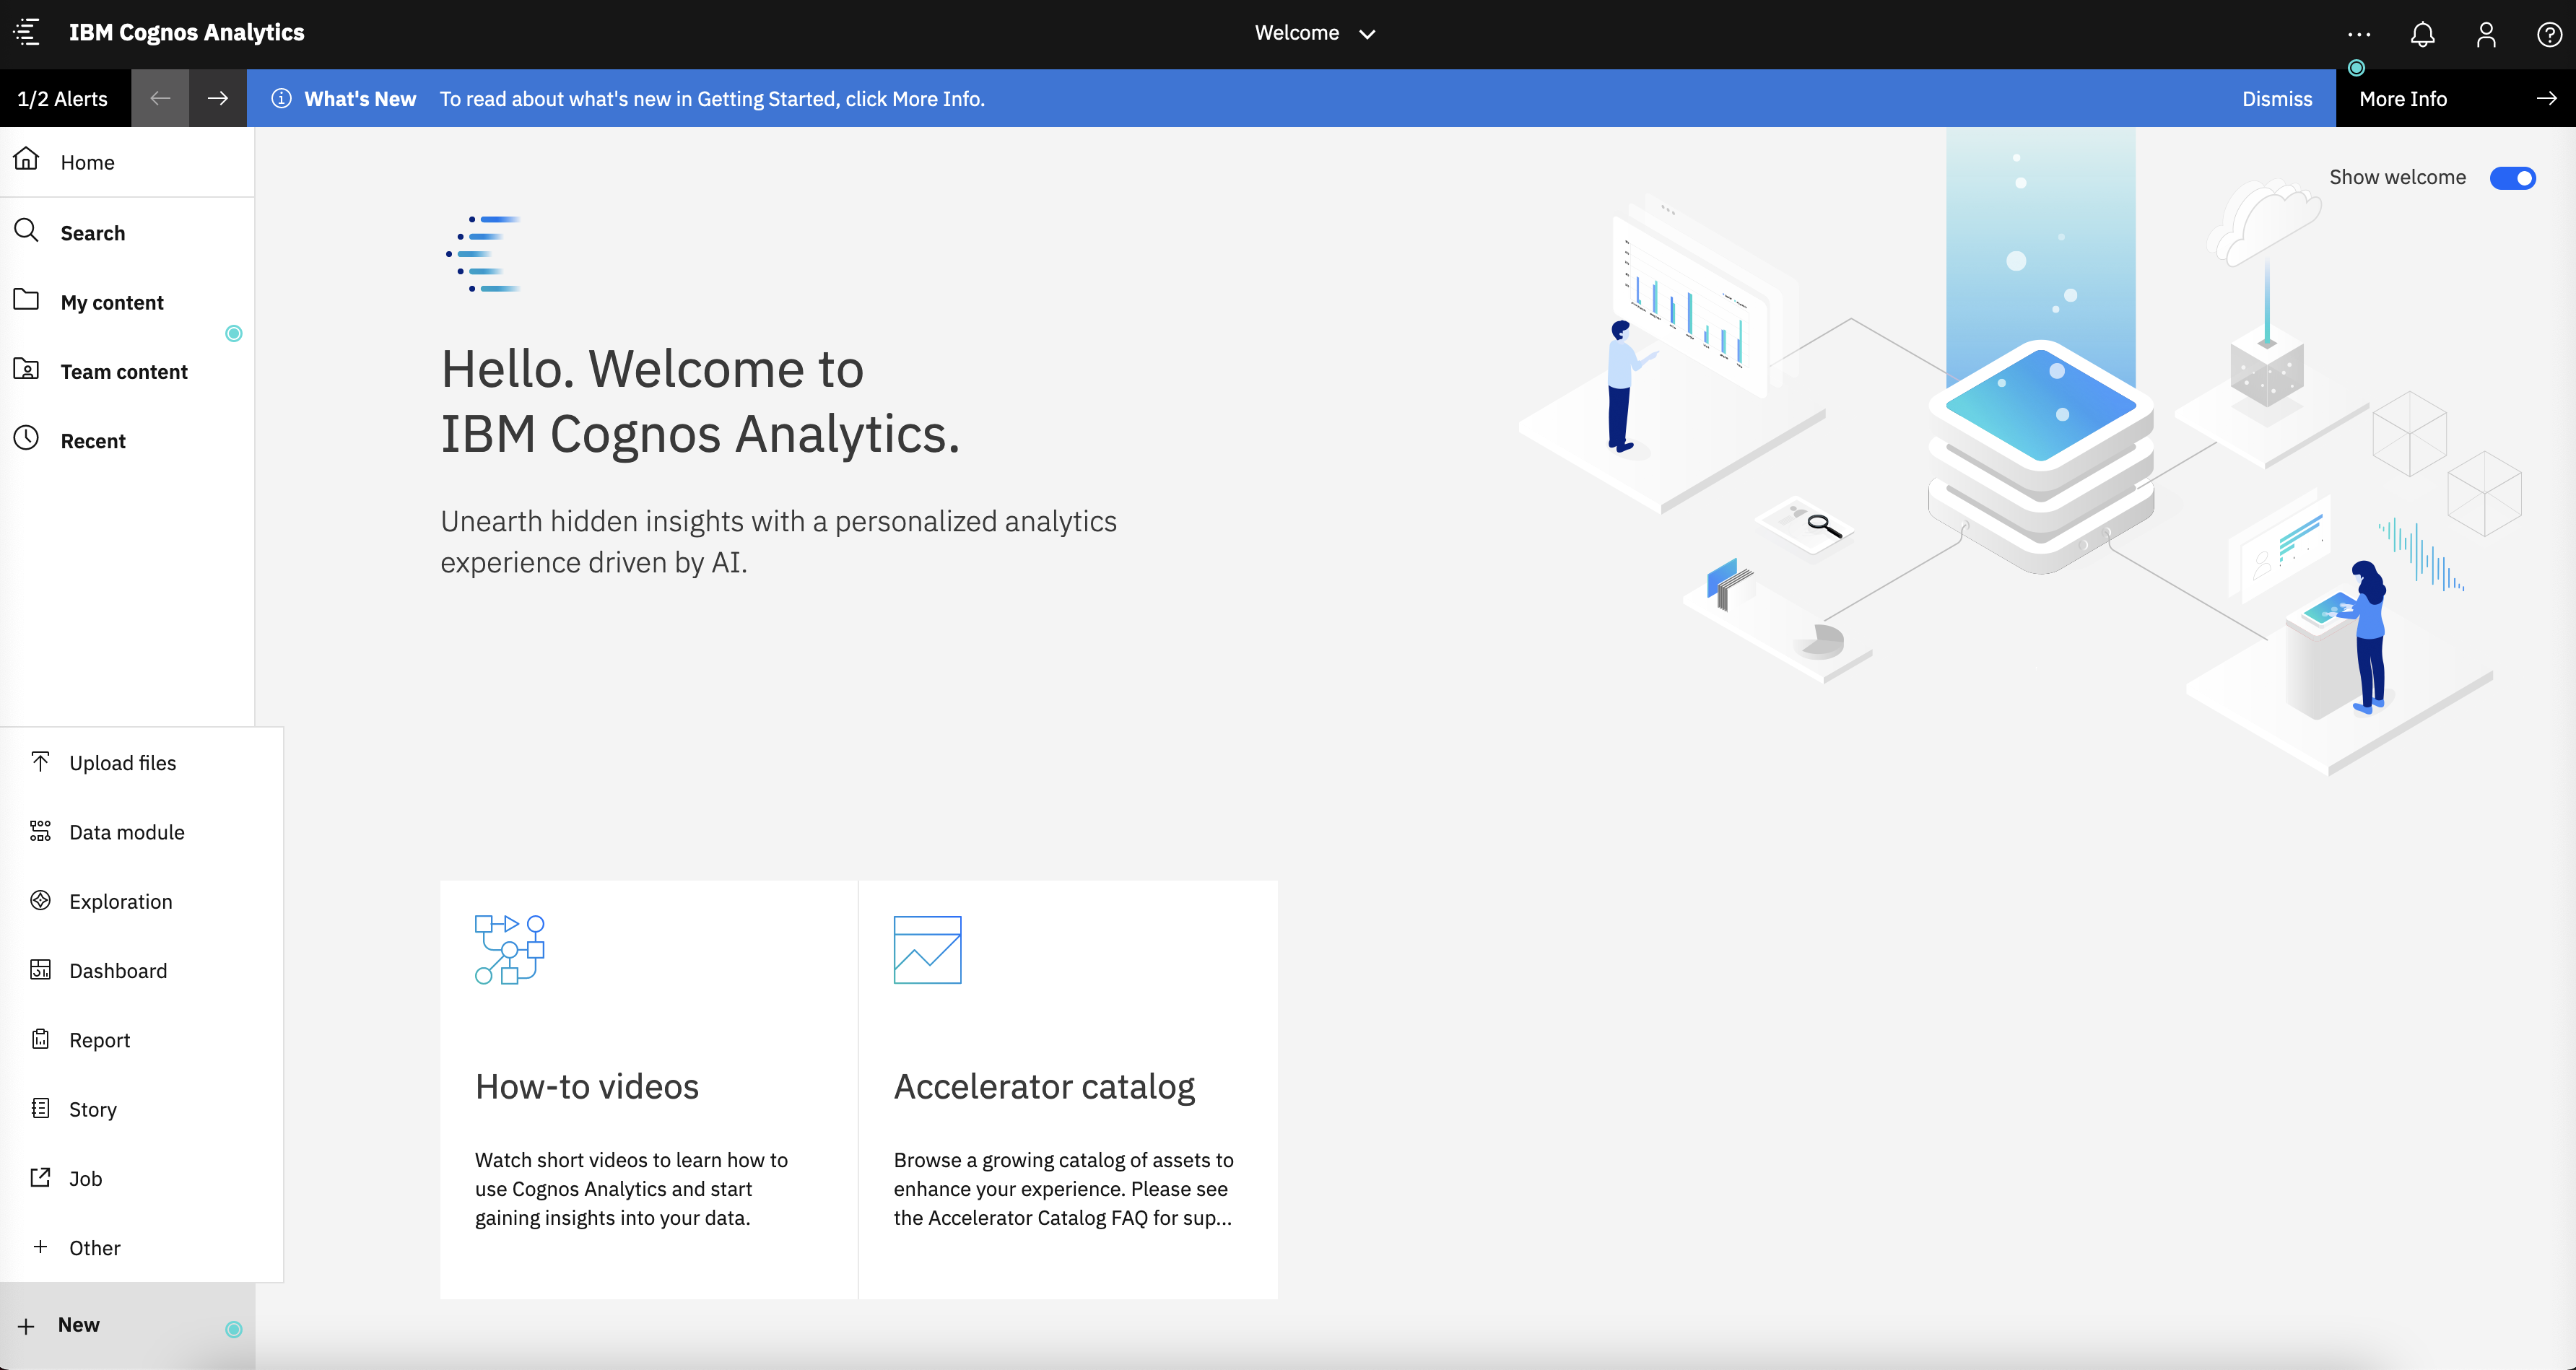 IBM Cognos Analytics
Welcome
1/2 Alerts
What's New To read about what's new in Getting Started, click More Info.
Dismiss
More Info
Home
Show welcome
Search
My content
Team content
Recent
Hello. Welcome to
IBM Cognos Analytics.
Unearth hidden insights with a personalized analytics
experience driven by AI.
Upload files
Data module
Exploration
Dashboard
Report
Story
Job
Other
New
How-to videos
Watch short videos to learn how to
use Cognos Analytics and start
gaining insights into your data.
Accelerator catalog
Browse a growing catalog of assets to
enhance your experience. Please see
the Accelerator Catalog FAQ for sup...